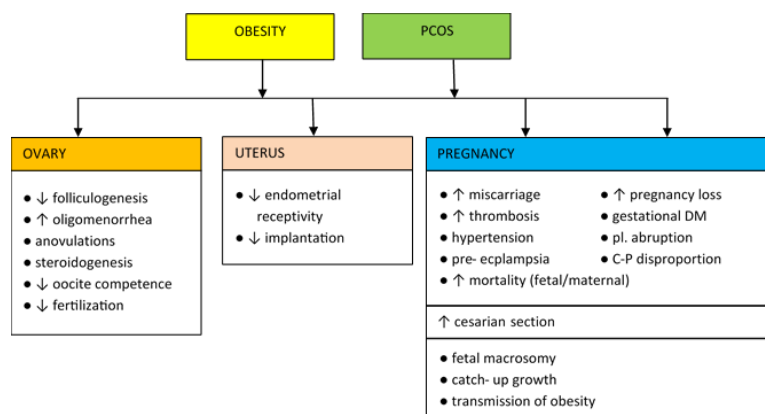 OBESITY
PCOS
OVARY
● ↓ folliculogenesis
● ↑ oligomenorrhea
● anovulations
● steroidogenesis
● ↓ oocite competence
● ↓ fertilization
UTERUS
● ↓ endometrial
receptivity
● ↓ implantation
PREGNANCY
● ↑ miscarriage
● ↑ thrombosis
● hypertension
● pre- ecplampsia
● ↑ mortality (fetal/maternal)
● ↑ pregnancy loss
● gestational DM
● pl. abruption
● C-P disproportion
↑ cesarian section
● fetal macrosomy
● catch- up growth
● transmission of obesity